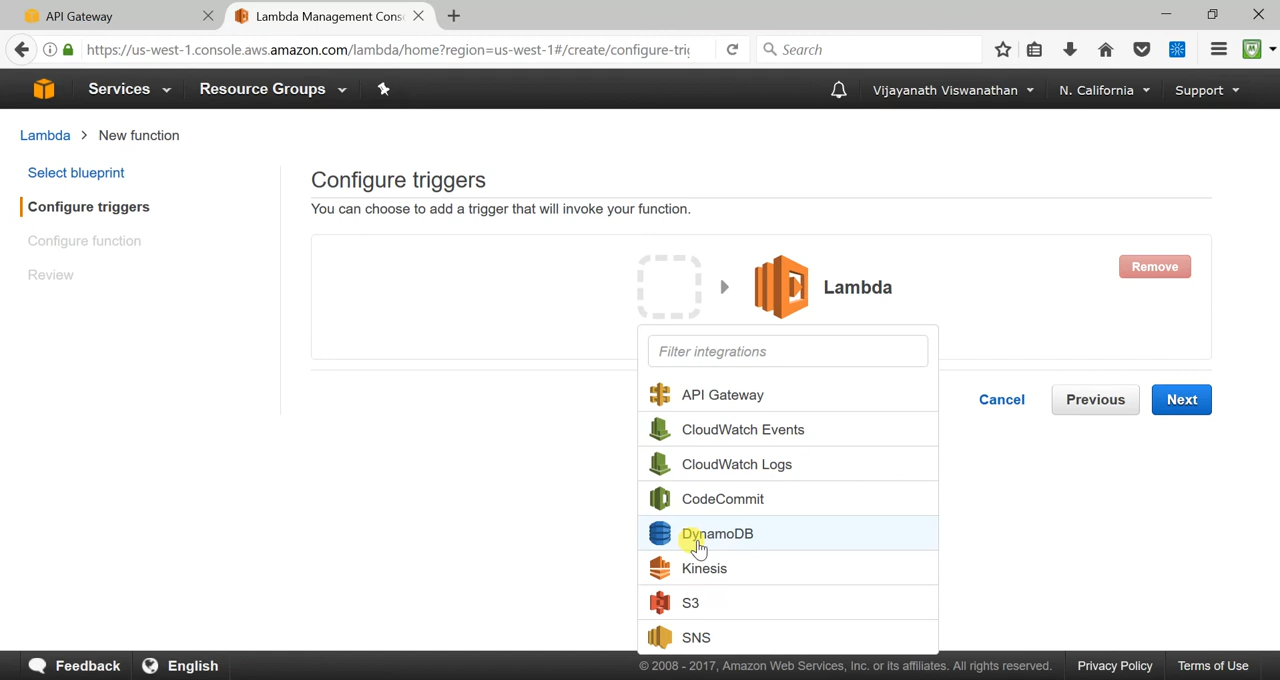 API Gateway
Lambda Management Cons
https://us-west-1.console.aws.amazon.com/lambda/home?region=us-west-1#/create/configure-trig
Search
Services
Resource Groups
Vijayanath Viswanathan
N. California
Support
Lambda > New function
Select blueprint
Configure triggers
Configure function
Review
Configure triggers
You can choose to add a trigger that will invoke your function.
Lambda
Remove
Filter integrations
API Gateway
CloudWatch Events
CloudWatch Logs
CodeCommit
DynamoDB
Kinesis
S3
SNS
Cancel
Previous
Next
Feedback
English
© 2008 - 2017, Amazon Web Services, Inc. or its affiliates. All rights reserved.
Privacy Policy
Terms of Use